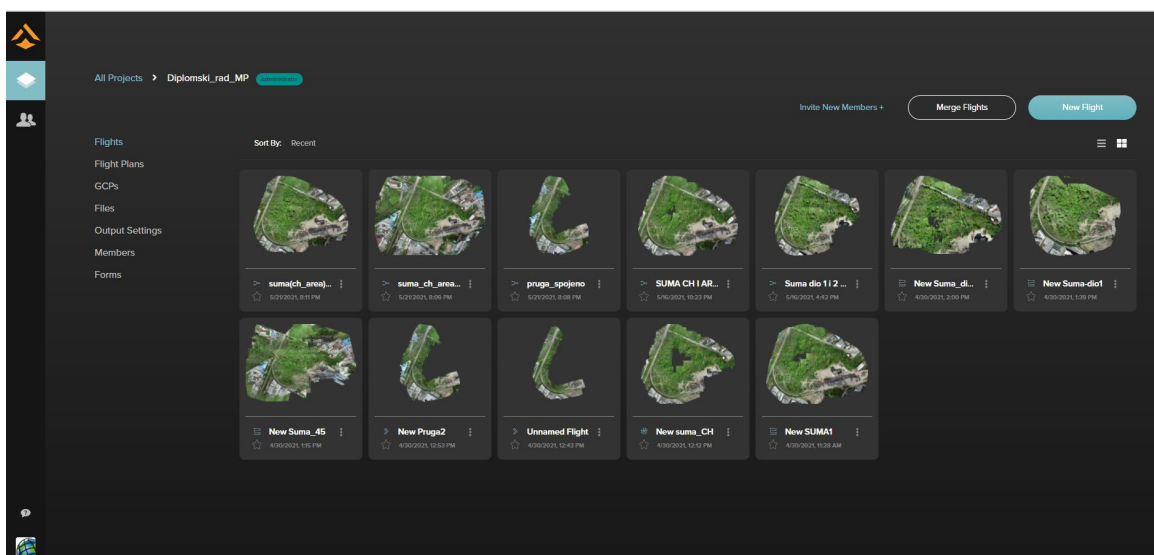 All Projects > Diplomski_rad_MP Administrator
Invite New Members + Merge Flights New Flight
Flights
Flight Plans
GCPs
Files
Output Settings
Members
Forms
Sort By: Recent
suma(ch_area)... suma_ch_area... pruga_spojeno SUMA CH I AR... Suma dio 1 i 2 ... New Suma_di... New Suma-dio1
5/21/2021, 8:11 PM 5/21/2021, 8:09 PM 5/21/2021, 8:08 PM 5/16/2021, 10:23 PM 5/16/2021, 4:42 PM 4/30/2021, 2:00 PM 4/30/2021, 1:39 PM
New Suma_45 New Pruga2 Unnamed Flight New suma_CH New SUMA1
4/30/2021, 1:15 PM 4/30/2021, 12:53 PM 4/30/2021, 12:43 PM 4/30/2021, 12:12 PM 4/30/2021, 11:28 AM